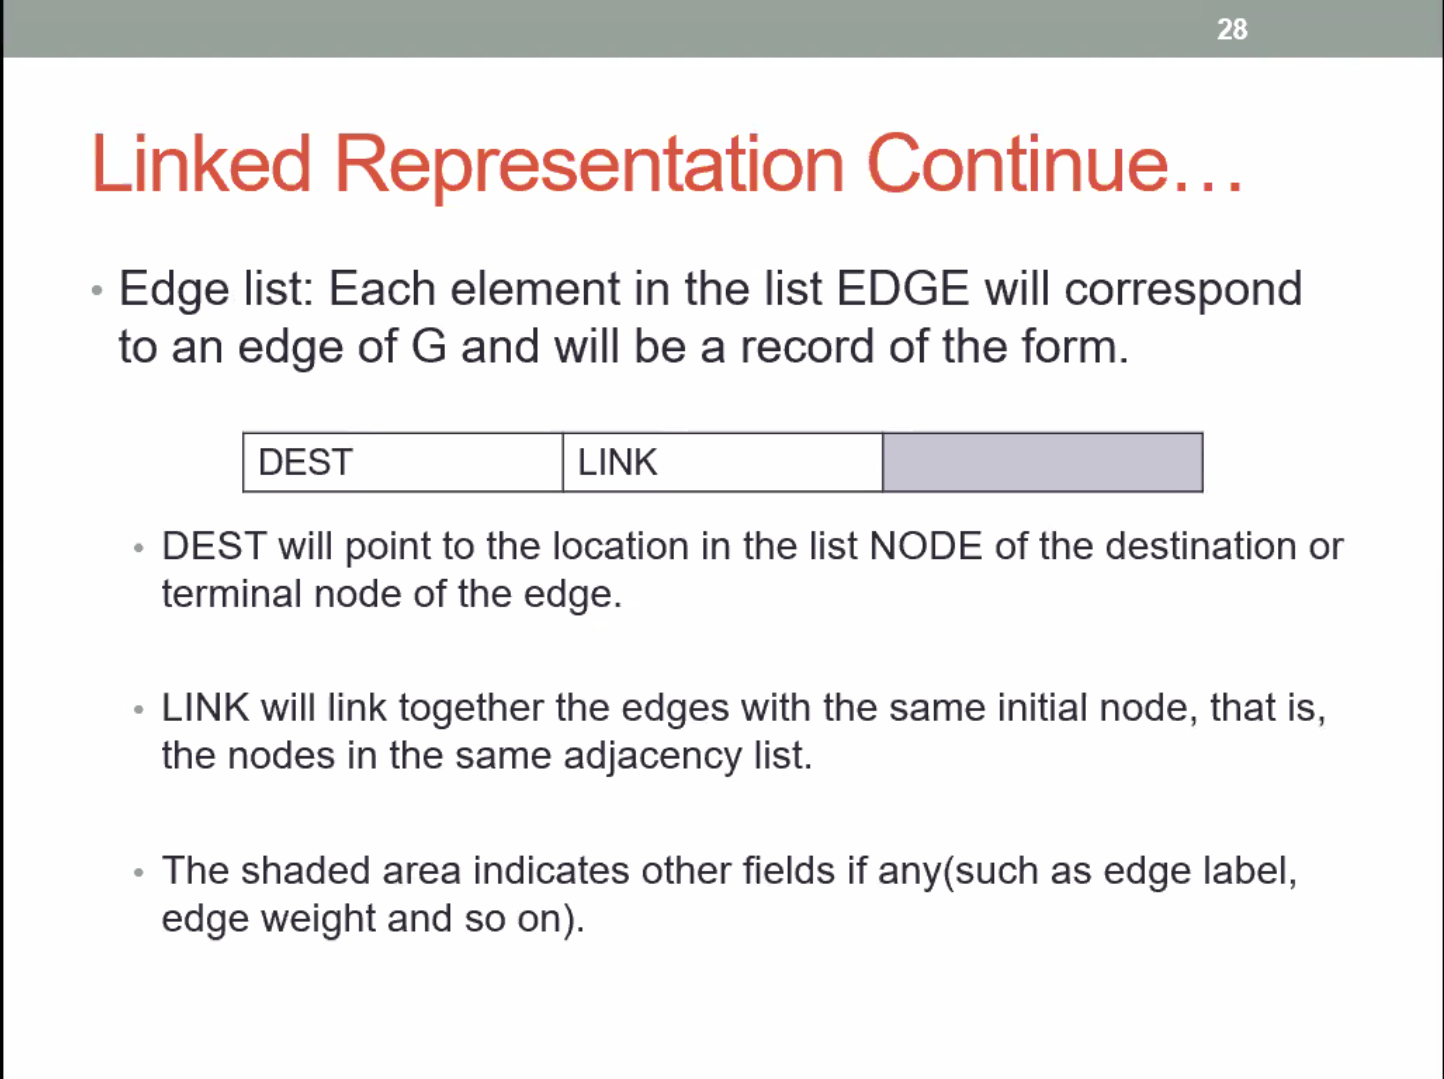 28
Linked Representation Continue…
• Edge list: Each element in the list EDGE will correspond
to an edge of G and will be a record of the form.
DEST LINK
• DEST will point to the location in the list NODE of the destination or
terminal node of the edge.
• LINK will link together the edges with the same initial node, that is,
the nodes in the same adjacency list.
• The shaded area indicates other fields if any(such as edge label,
edge weight and so on).